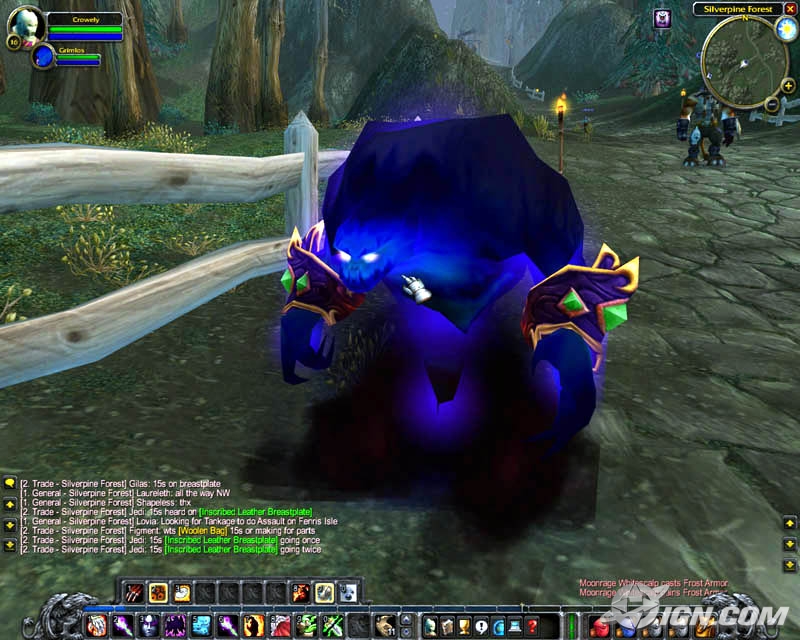 Crowely
16
Grimlos
Silverpine Forest
N
[2. Trade - Silverpine Forest] Gilas: 15s on breastplate
[1. General - Silverpine Forest] Laureleth: all the way NW
[1. General - Silverpine Forest] Shapeless: thx
[2. Trade - Silverpine Forest] Jedi: 15s heard on [Inscribed Leather Breastplate]
[1. General - Silverpine Forest] Lovia: Looking for Tankage to do Assault on Fenris Isle
[2. Trade - Silverpine Forest] Figment: wts [Woolen Bag] 15s or making for parts
[2. Trade - Silverpine Forest] Jedi: 15s [Inscribed Leather Breastplate] going once
[2. Trade - Silverpine Forest] Jedi: 15s [Inscribed Leather Breastplate] going twice
Moonrage Whitescalp casts Frost Armor.
Moonrage Frost
IGN.COM